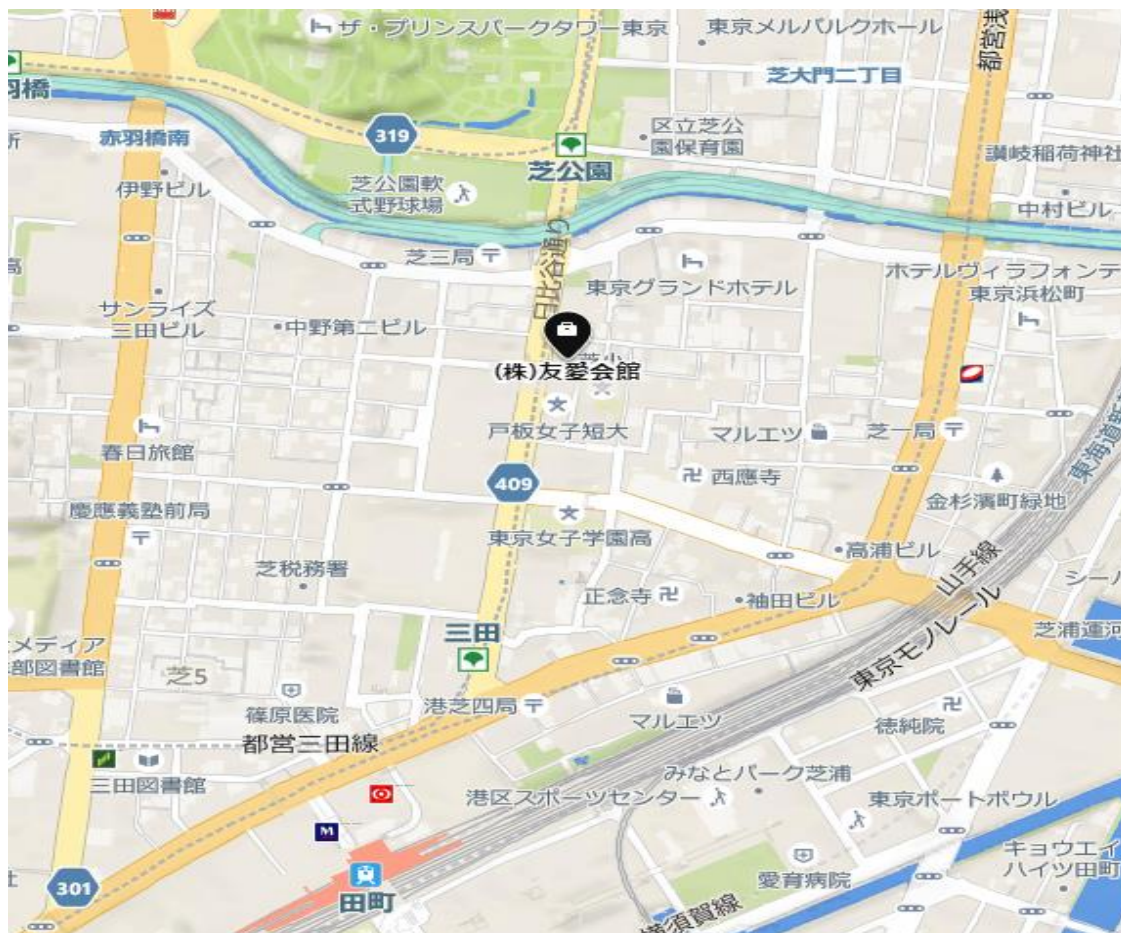 ザ・プリンスパークタワー東京
東京メルパルクホール
都営浅
芝大門二丁目
羽橋
赤羽橋南
319
区立芝公
園保育園
芝公園
讃岐稲荷神社
伊野ビル
芝公園軟
式野球場
中村ビル
日比谷通り
芝三局
東京グランドホテル
ホテルヴィラフォンテ
東京浜松町
サンライズ
三田ビル
中野第二ビル
(株)友愛会館
戸板女子短大
マルエツ
芝一局
東海道新
春日旅館
西應寺
409
金杉濱町緑地
慶應義塾前局
東京女子学園高
高浦ビル
芝税務署
山手線
正念寺
袖田ビル
三田
東京モノレール
芝浦運河
メディア
部図書館
芝5
篠原医院
港芝四局
マルエツ
徳純院
都営三田線
三田図書館
みなとパーク芝浦
港区スポーツセンター
東京ポートボウル
M
キョウエイ
ハイツ田町
301
田町
愛育病院
横須賀線